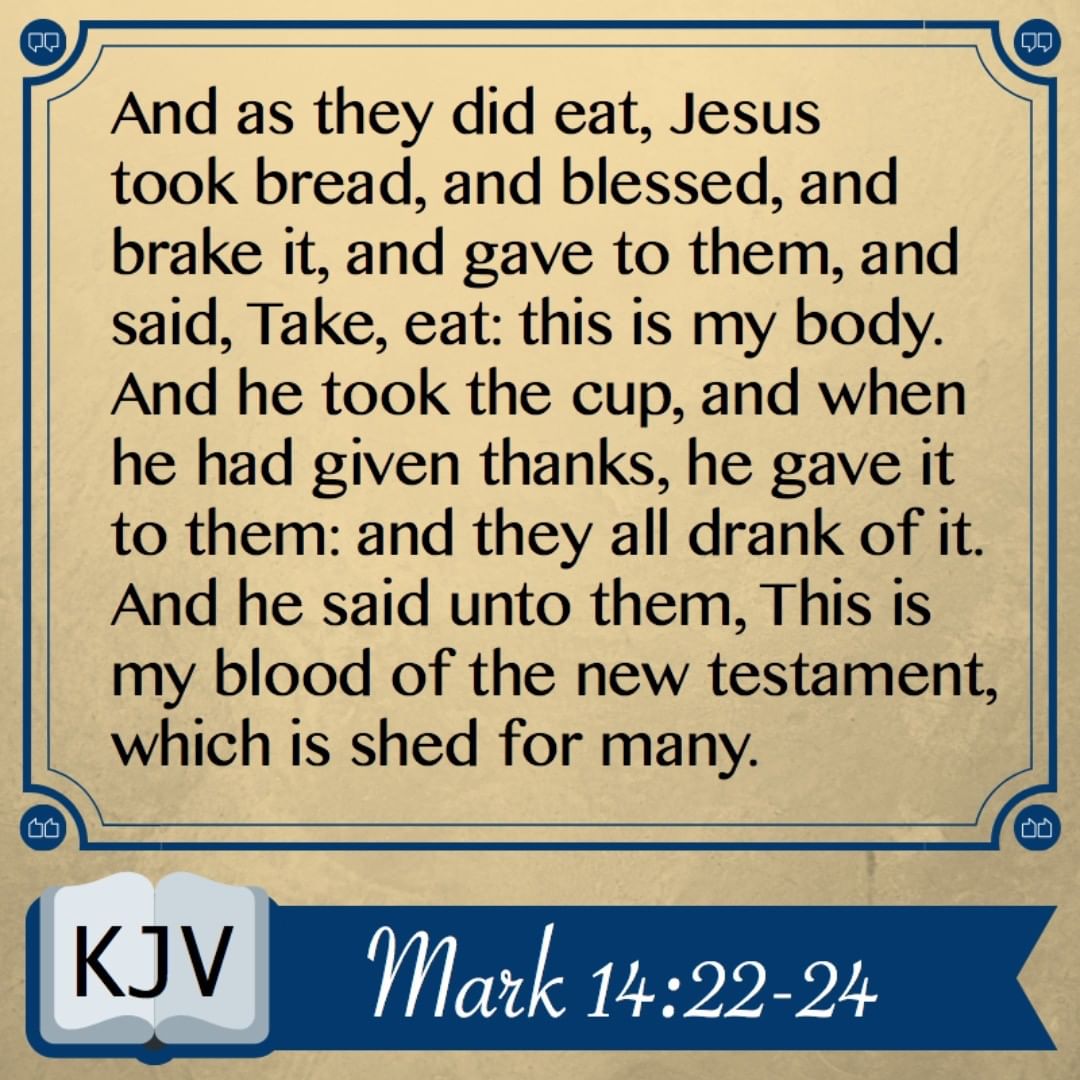 And as they did eat, Jesus
took bread, and blessed, and
brake it, and gave to them, and
said, Take, eat: this is my body.
And he took the cup, and when
he had given thanks, he gave it
to them: and they all drank of it.
And he said unto them, This is
my blood of the new testament,
which is shed for many.
KJV
Mark 14:22-24